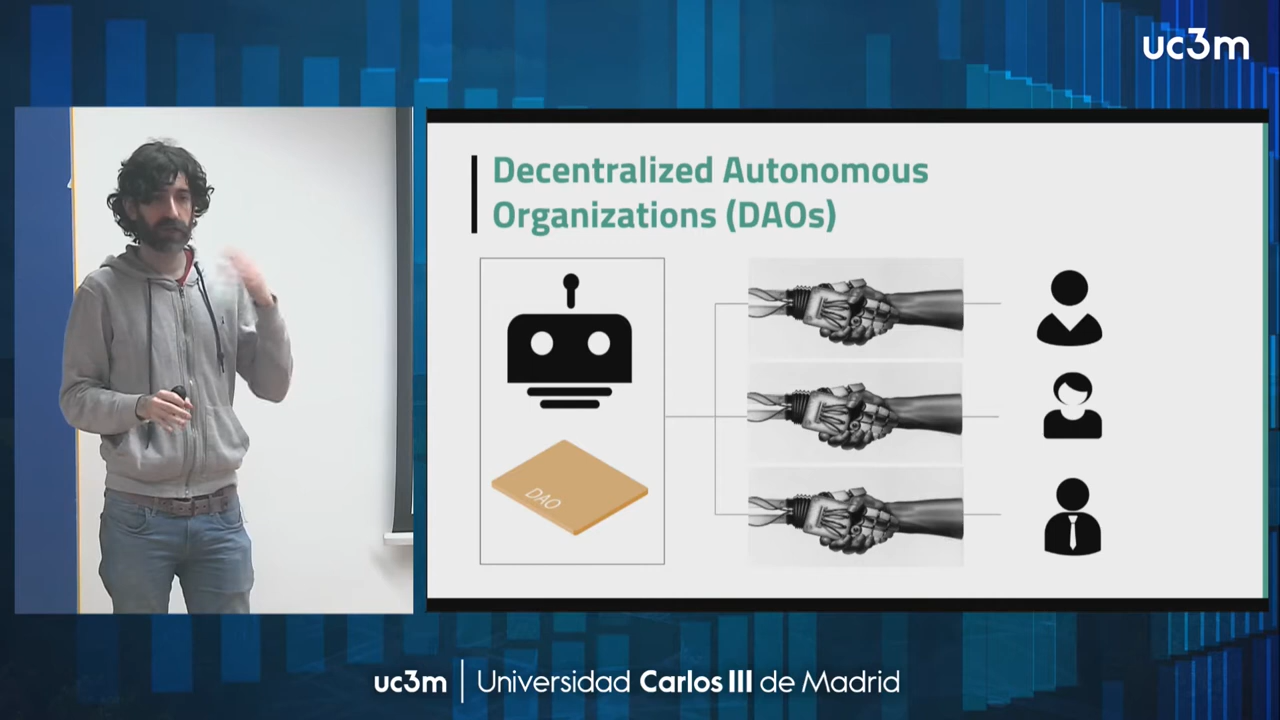 uc3m
Decentralized Autonomous
Organizations (DAOs)
DAO
uc3m | Universidad Carlos III de Madrid